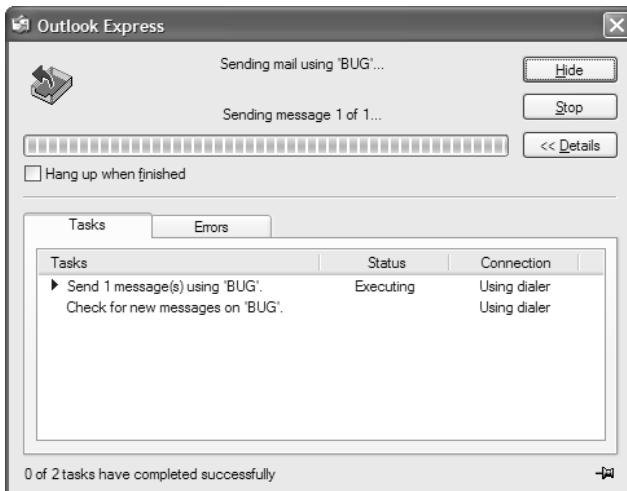 Outlook Express
Sending mail using 'BUG'...
Hide
Sending message 1 of 1...
Stop
<< Details
Hang up when finished
Tasks Errors
Tasks Status Connection
Send 1 message(s) using 'BUG'. Executing Using dialer
Check for new messages on 'BUG'. Using dialer
0 of 2 tasks have completed successfully